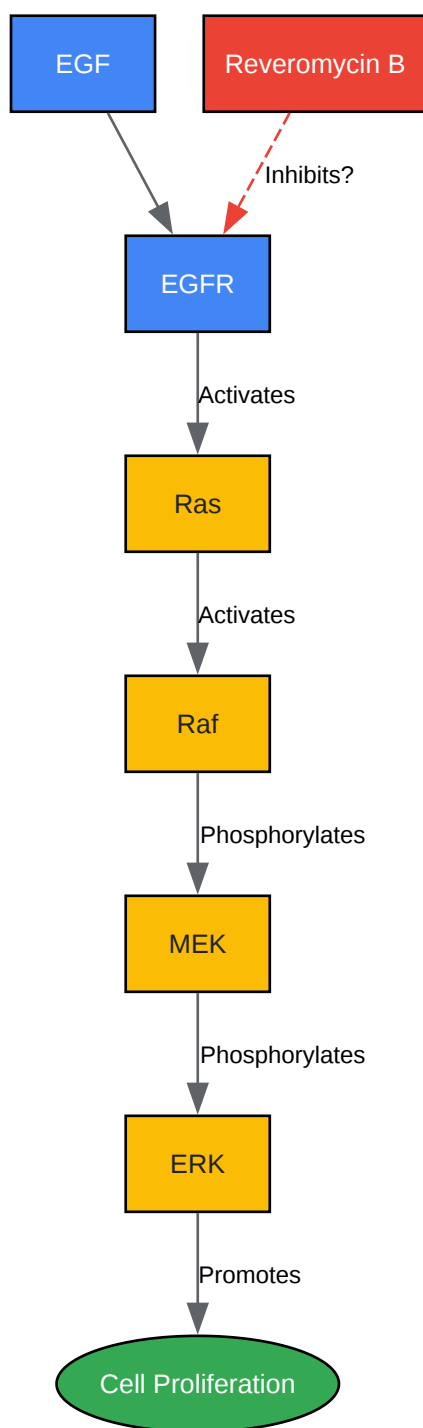 EGF
Reveromycin B
Inhibits?
EGFR
Activates
Ras
Activates
Raf
Phosphorylates
MEK
Phosphorylates
ERK
Promotes
Cell Proliferation